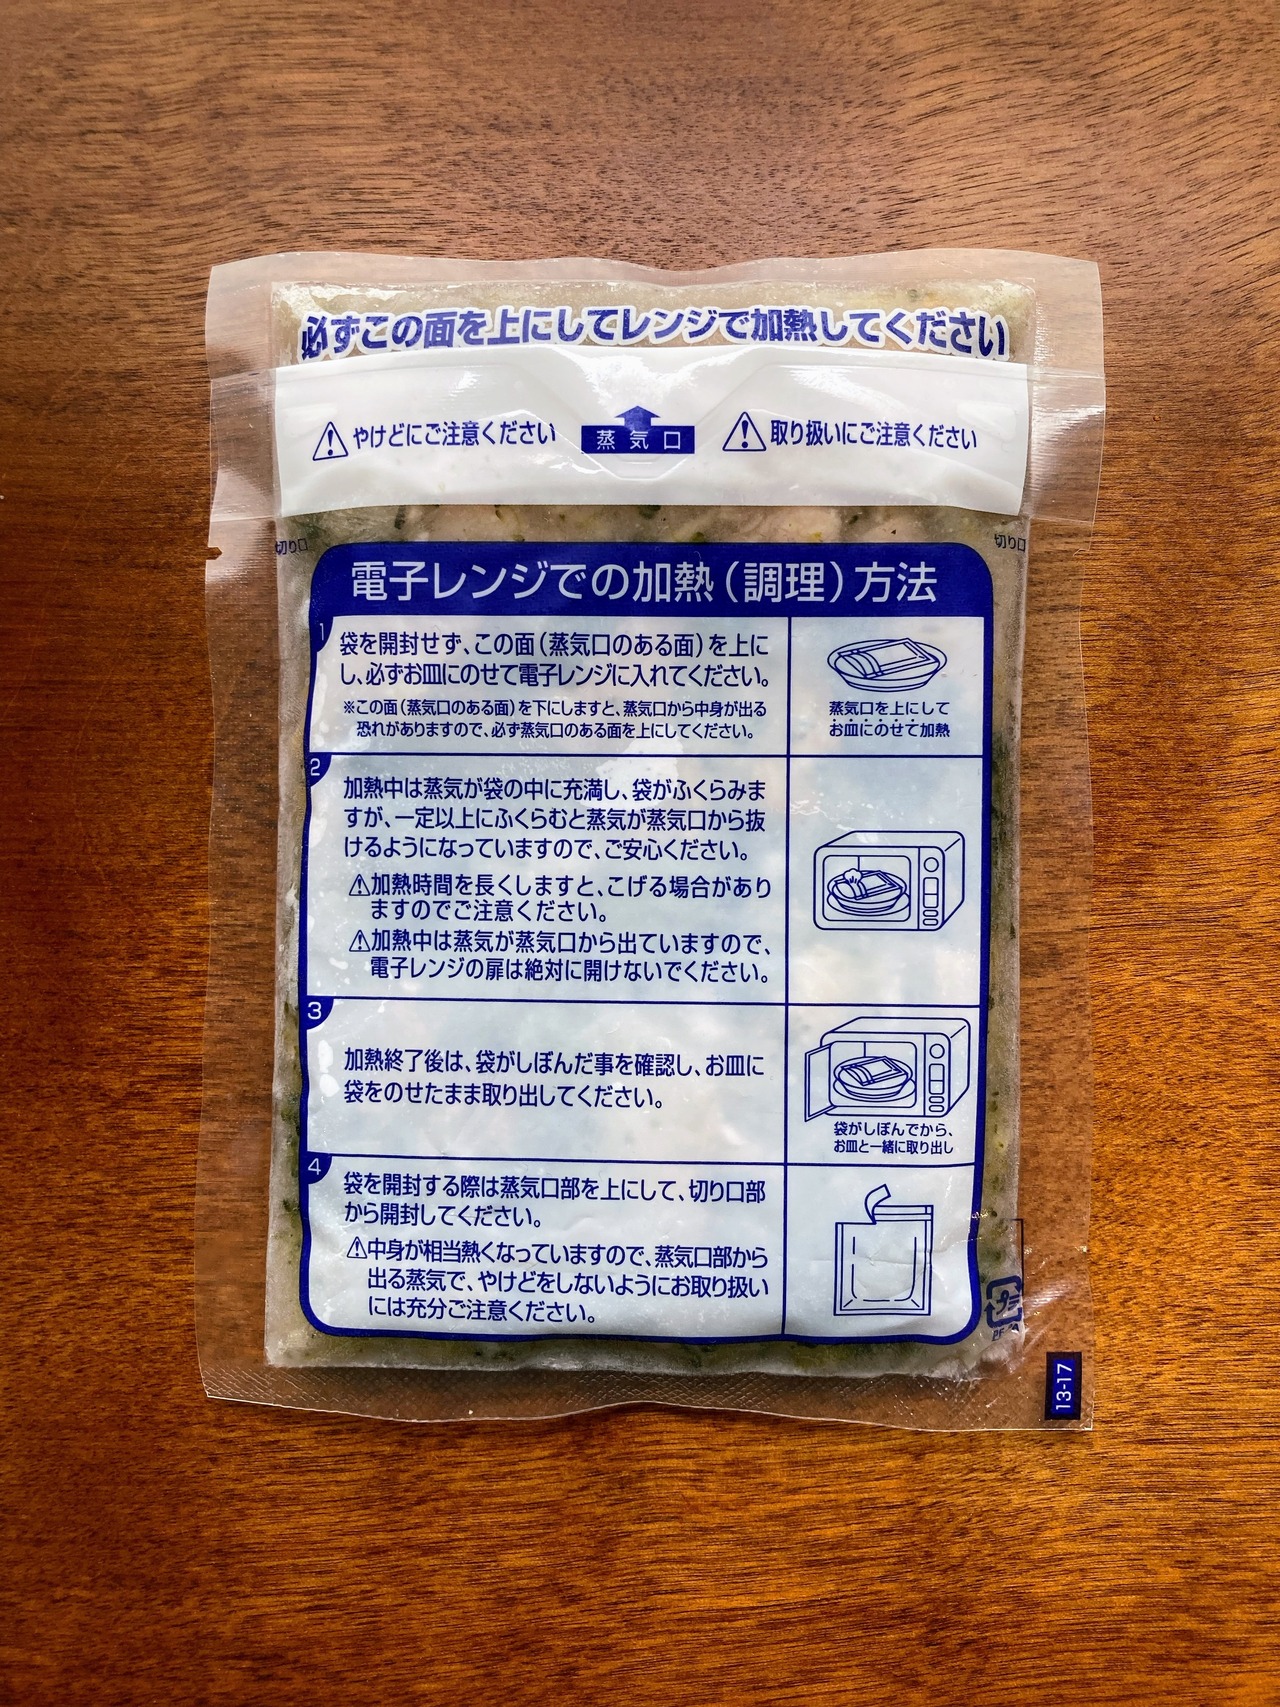 必ずこの面を上にしてレンジで加熱してください
⚠やけどにご注意ください
蒸気口
⚠取り扱いにご注意ください
切り口
切り口
電子レンジでの加熱（調理）方法
1
袋を開封せず、この面（蒸気口のある面）を上に
し、必ずお皿にのせて電子レンジに入れてください。
※この面（蒸気口のある面）を下にしますと、蒸気口から中身が出る
恐れがありますので、必ず蒸気口のある面を上にしてください。
蒸気口を上にして
お皿にのせて加熱
2
加熱中は蒸気が袋の中に充満し、袋がふくらみま
すが、一定以上にふくらむと蒸気が蒸気口から抜
けるようになっていますので、ご安心ください。
⚠加熱時間を長くしますと、こげる場合があり
ますのでご注意ください。
⚠加熱中は蒸気が蒸気口から出ていますので、
電子レンジの扉は絶対に開けないでください。
3
加熱終了後は、袋がしぼんだ事を確認し、お皿に
袋をのせたまま取り出してください。
袋がしぼんでから、
お皿と一緒に取り出し
4
袋を開封する際は蒸気口部を上にして、切り口部
から開封してください。
⚠中身が相当熱くなっていますので、蒸気口部から
出る蒸気で、やけどをしないようにお取り扱い
には充分ご注意ください。
プラ
13-17